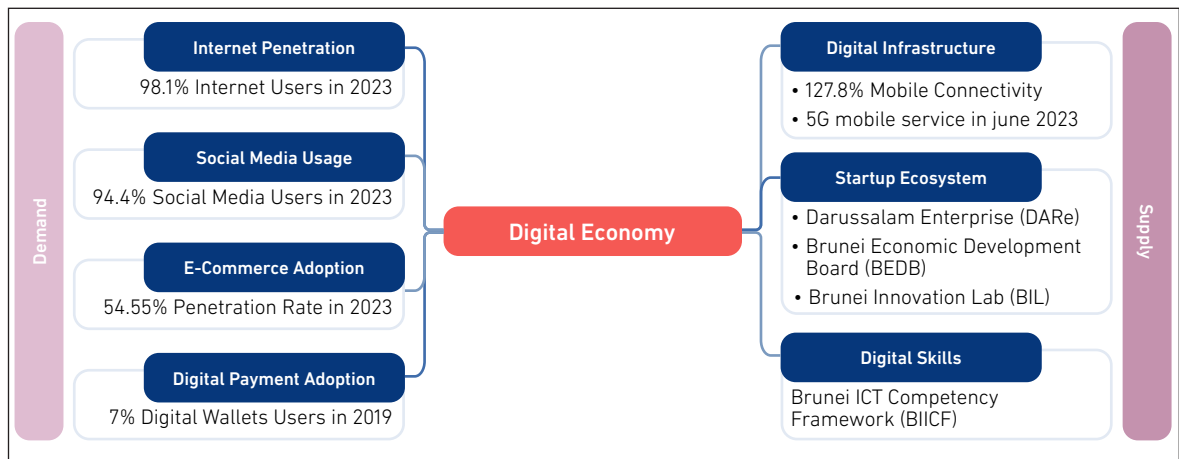 Demand
Internet Penetration
98.1% Internet Users in 2023
Social Media Usage
94.4% Social Media Users in 2023
E-Commerce Adoption
54.55% Penetration Rate in 2023
Digital Payment Adoption
7% Digital Wallets Users in 2019
Digital Economy
Digital Infrastructure
• 127.8% Mobile Connectivity
• 5G mobile service in june 2023
Startup Ecosystem
• Darussalam Enterprise (DARe)
• Brunei Economic Development
Board (BEDB)
• Brunei Innovation Lab (BIL)
Digital Skills
Brunei ICT Competency
Framework (BIICF)
Supply